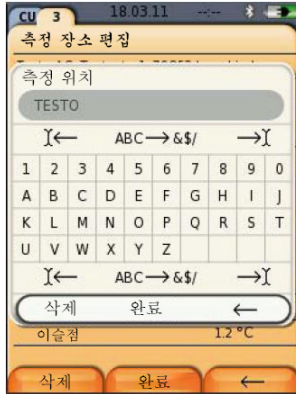 CU 3 18.03.11 --:--
측정 장소 편집
측정 위치
TESTO
ABC→&$/
1 2 3 4 5 6 7 8 9 0
A B C D E F G H I J
K L M N O P Q R S T
U V W X Y Z
ABC→&$/
삭제 완료 ←
이슬점 1.2 °C
삭제 완료 ←